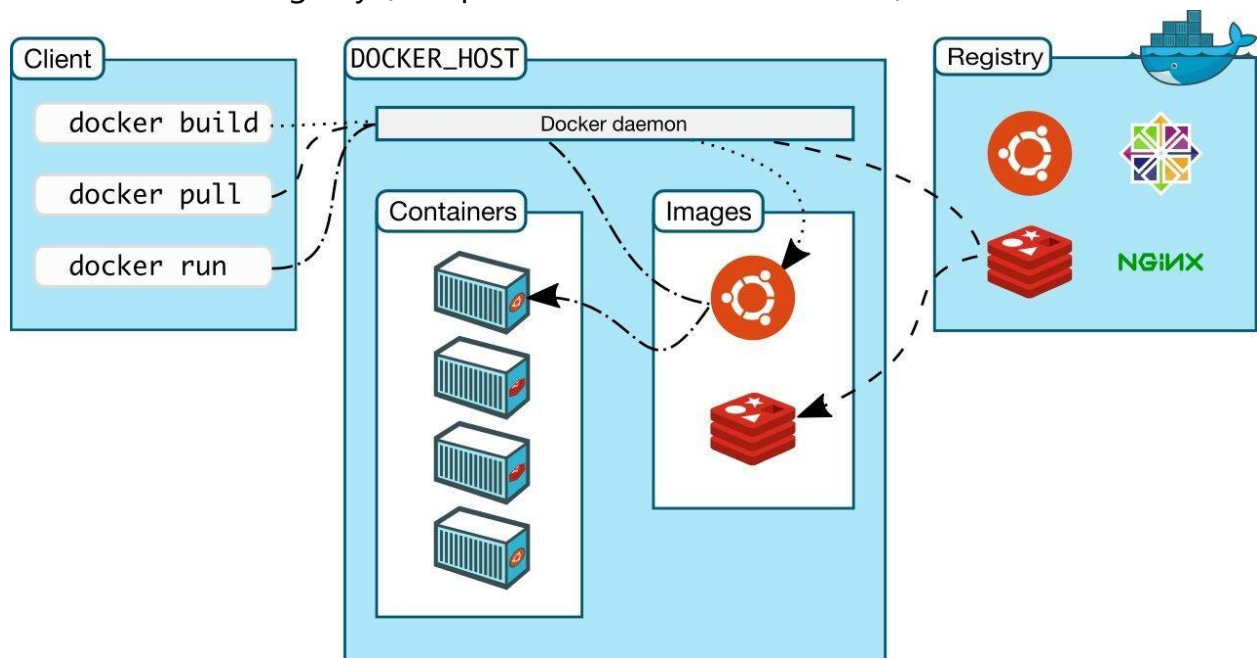 Client
docker build
docker pull
docker run
DOCKER_HOST
Docker daemon
Containers
Images
Registry
NGiNX